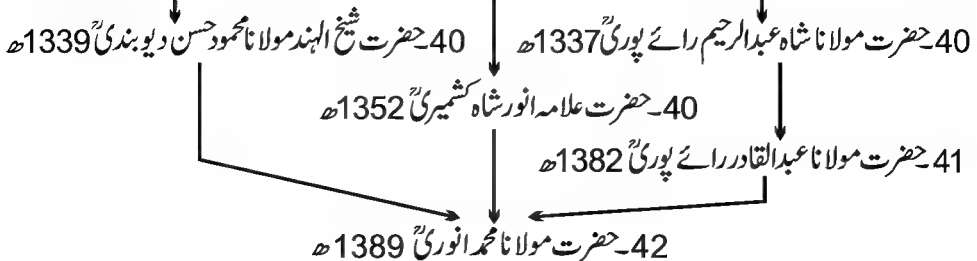 40۔حضرت مولانا شاہ عبدالرحیم رائے پوریؒ 1337ھ
40۔حضرت شیخ الہند مولانا محمود حسن دیوبندیؒ 1339ھ
40۔حضرت علامہ انور شاہ کشمیریؒ 1352ھ
41۔حضرت مولانا عبدالقادر رائے پوریؒ 1382ھ
42۔حضرت مولانا محمد انوریؒ 1389ھ